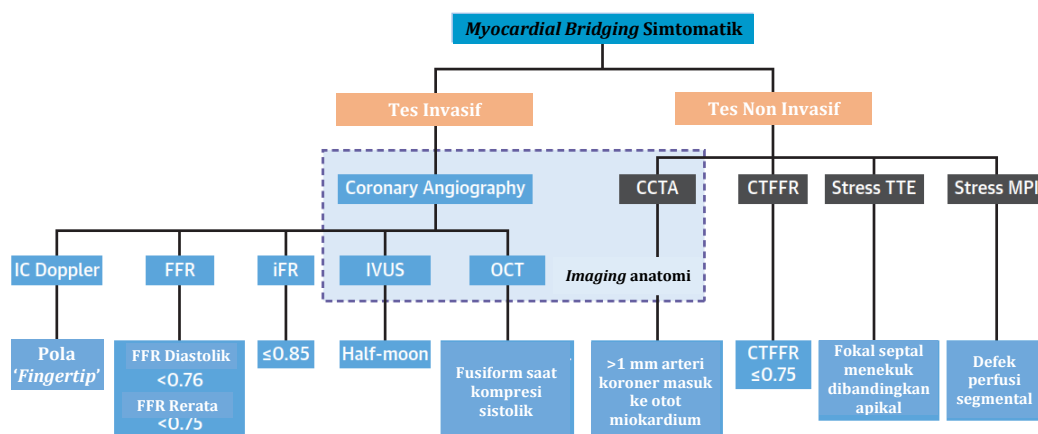 Myocardial Bridging Simtomatik
Tes Invasif
Tes Non Invasif
Coronary Angiography
CCTA
CTFFR
Stress TTE
Stress MPI
IC Doppler
FFR
iFR
IVUS
OCT
Imaging anatomi
Pola
'Fingertip'
FFR Diastolik
<0.76
FFR Rerata
<0.75
≤0.85
Half-moon
Fusiform saat
kompresi
sistolik
>1 mm arteri
koroner masuk
ke otot
miokardium
CTFFR
≤0.75
Fokal septal
menekuk
dibandingkan
apikal
Defek
perfusi
segmental